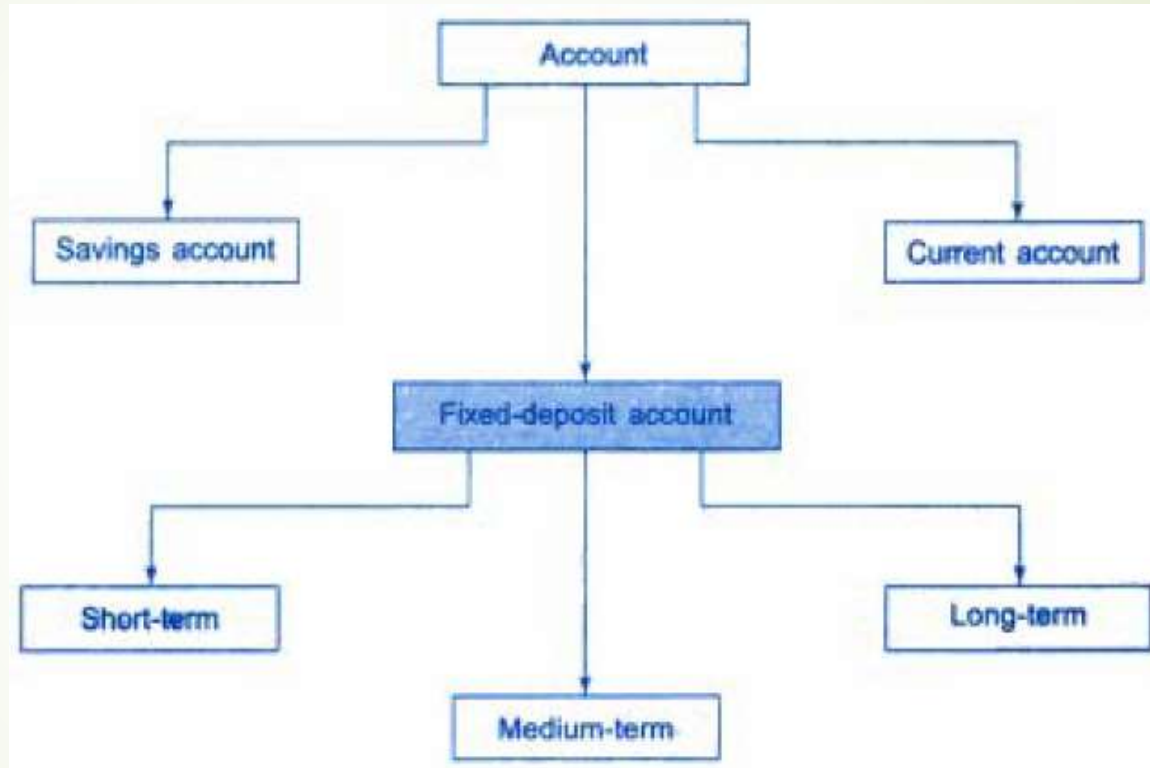 Account
Savings account
Current account
Fixed-deposit account
Short-term
Long-term
Medium-term